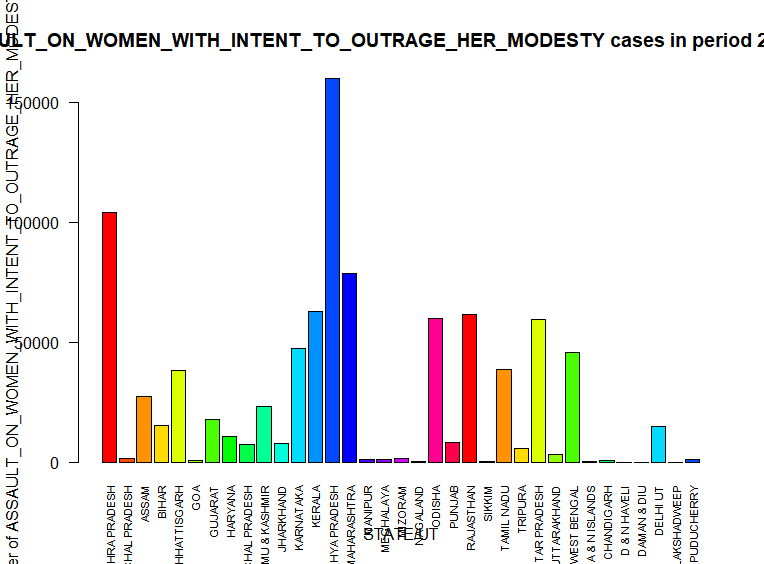 ULT_ON_WOMEN_WITH_INTENT_TO_OUTRAGE_HER_MODESTY cases in period 2
er of ASSAULT_ON_WOMEN_WITH_INTENT_TO_OUTRAGE_HER_MODEST
150000
100000
50000
0
HRA PRADESH
CHAL PRADESH
ASSAM
BIHAR
HHATTISGARH
GOA
GUJARAT
HARYANA
CHAL PRADESH
MU & KASHMIR
JHARKHAND
KARNATAKA
KERALA
HYA PRADESH
MAHARASHTRA
MANIPUR
MEGHALAYA
MIZORAM
NAGALAND
ODISHA
PUNJAB
RAJASTHAN
SIKKIM
TAMIL NADU
TRIPURA
TAR PRADESH
UTTARAKHAND
WEST BENGAL
A & N ISLANDS
CHANDIGARH
D & N HAVELI
DAMAN & DIU
DELHI UT
LAKSHADWEEP
PUDUCHERRY
STATE/UT